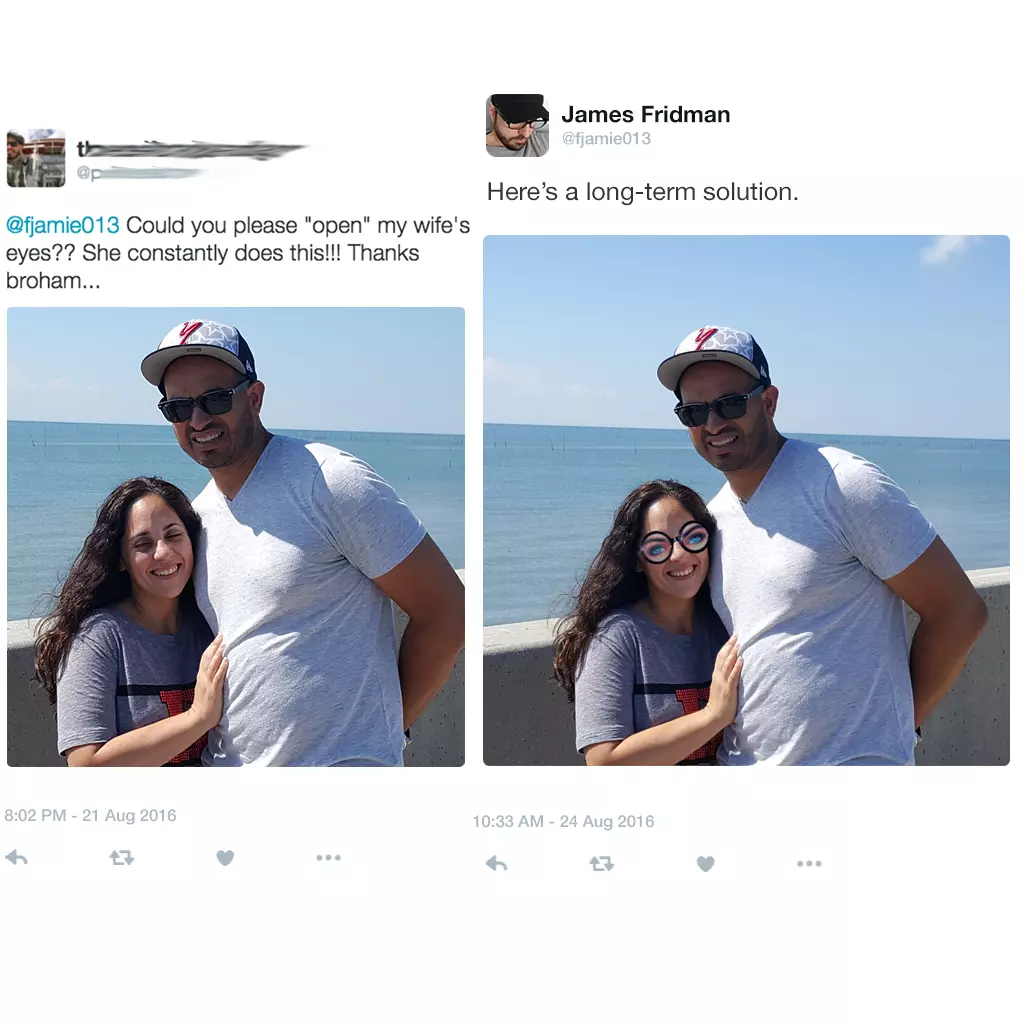 @fjamie013 Could you please "open" my wife's
eyes?? She constantly does this!!! Thanks
broham...
8:02 PM - 21 Aug 2016
James Fridman
@fjamie013
Here's a long-term solution.
10:33 AM - 24 Aug 2016